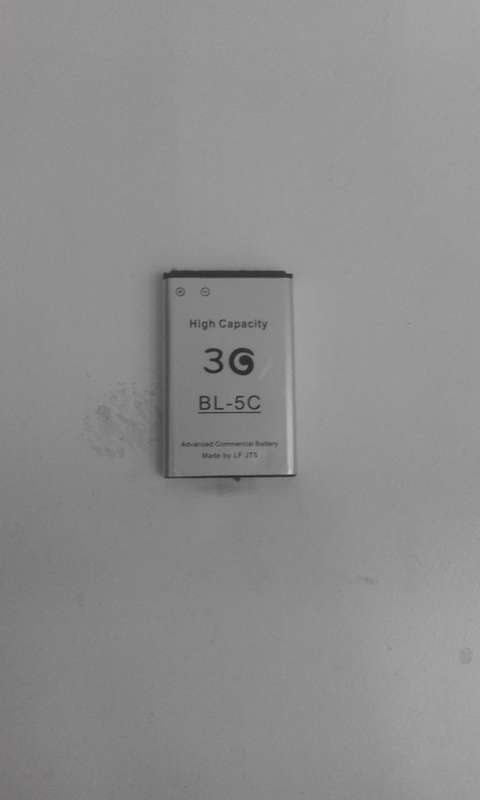 High Capacity
3G
BL-5C
Advanced Commercial Battery
Made by LF JTS